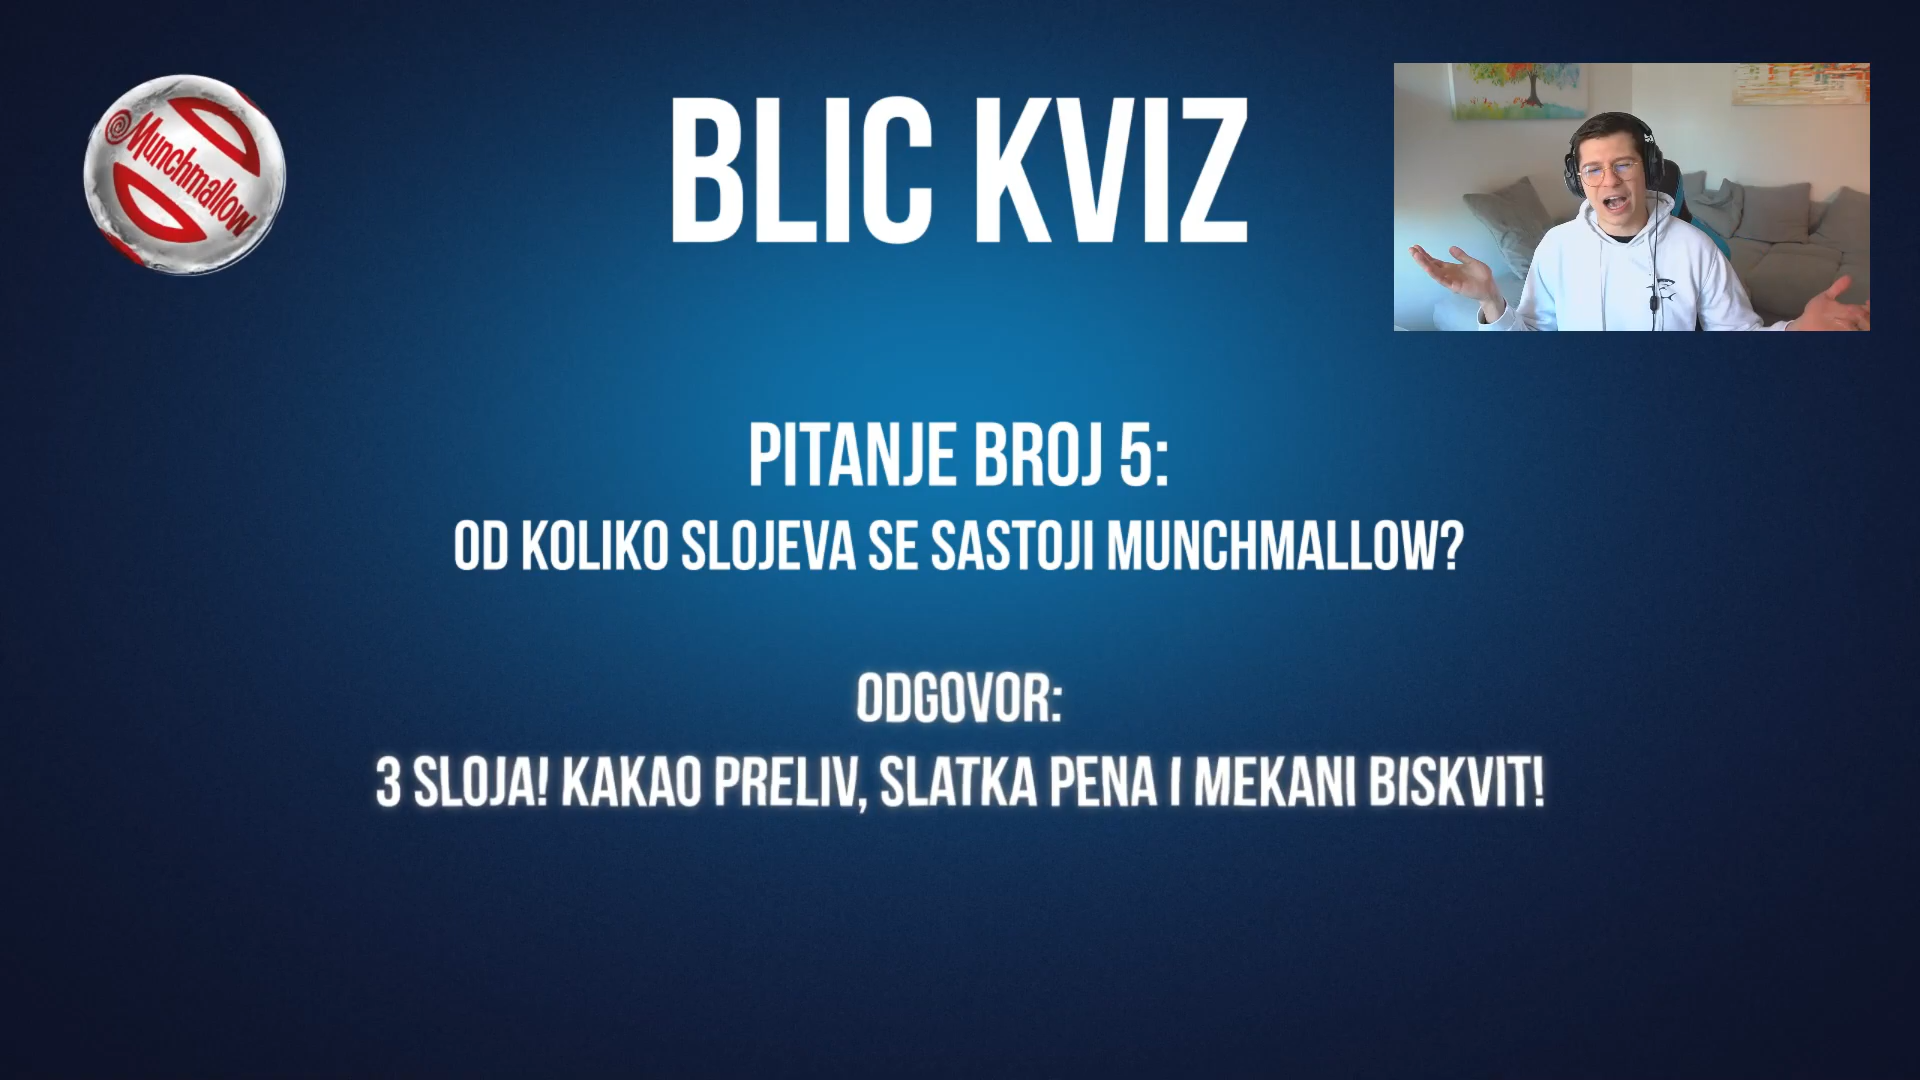 Munchmallow
BLIC KVIZ
PITANJE BROJ 5:
OD KOLIKO SLOJEVA SE SASTOJI MUNCHMALLOW?
ODGOVOR:
3 SLOJA! KAKAO PRELIV, SLATKA PENA I MEKANI BISKVIT!